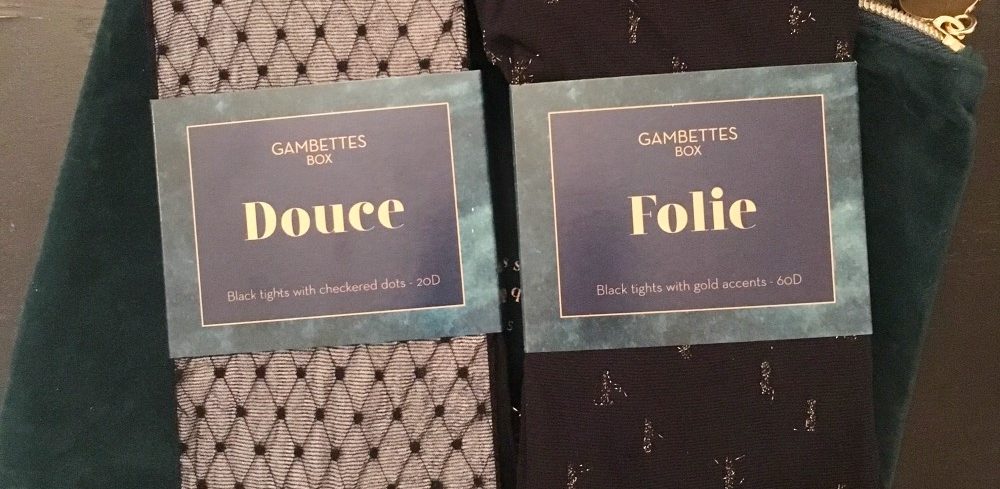 GAMBETTES
BOX
Douce
Black tights with checkered dots - 20D
GAMBETTES
BOX
Folie
Black tights with gold accents - 60D